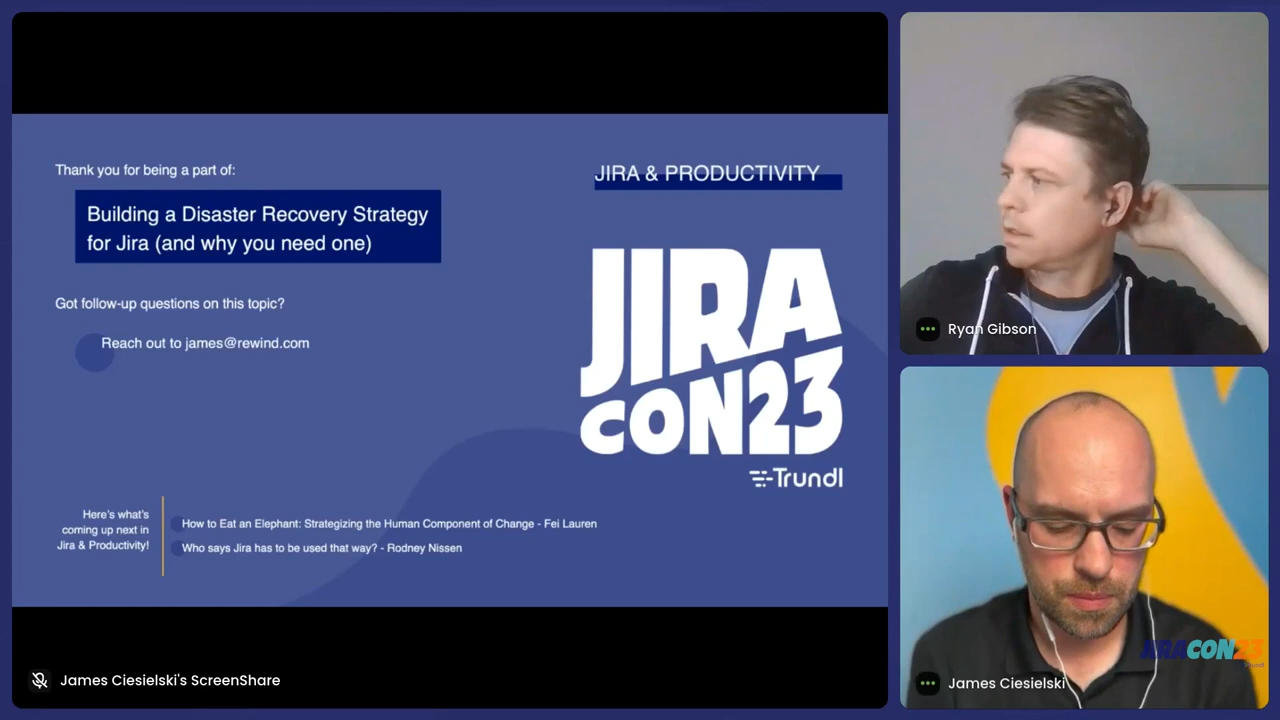 Thank you for being a part of:
Building a Disaster Recovery Strategy
for Jira (and why you need one)
Got follow-up questions on this topic?
Reach out to james@rewind.com
Here's what's
coming up next in
Jira & Productivity!
How to Eat an Elephant: Strategizing the Human Component of Change - Fei Lauren
Who says Jira has to be used that way? - Rodney Nissen
JIRA & PRODUCTIVITY
JIRA
CON23
Trundl
James Ciesielski's ScreenShare
Ryan Gibson
James Ciesielski
JIRACON23
Trundl